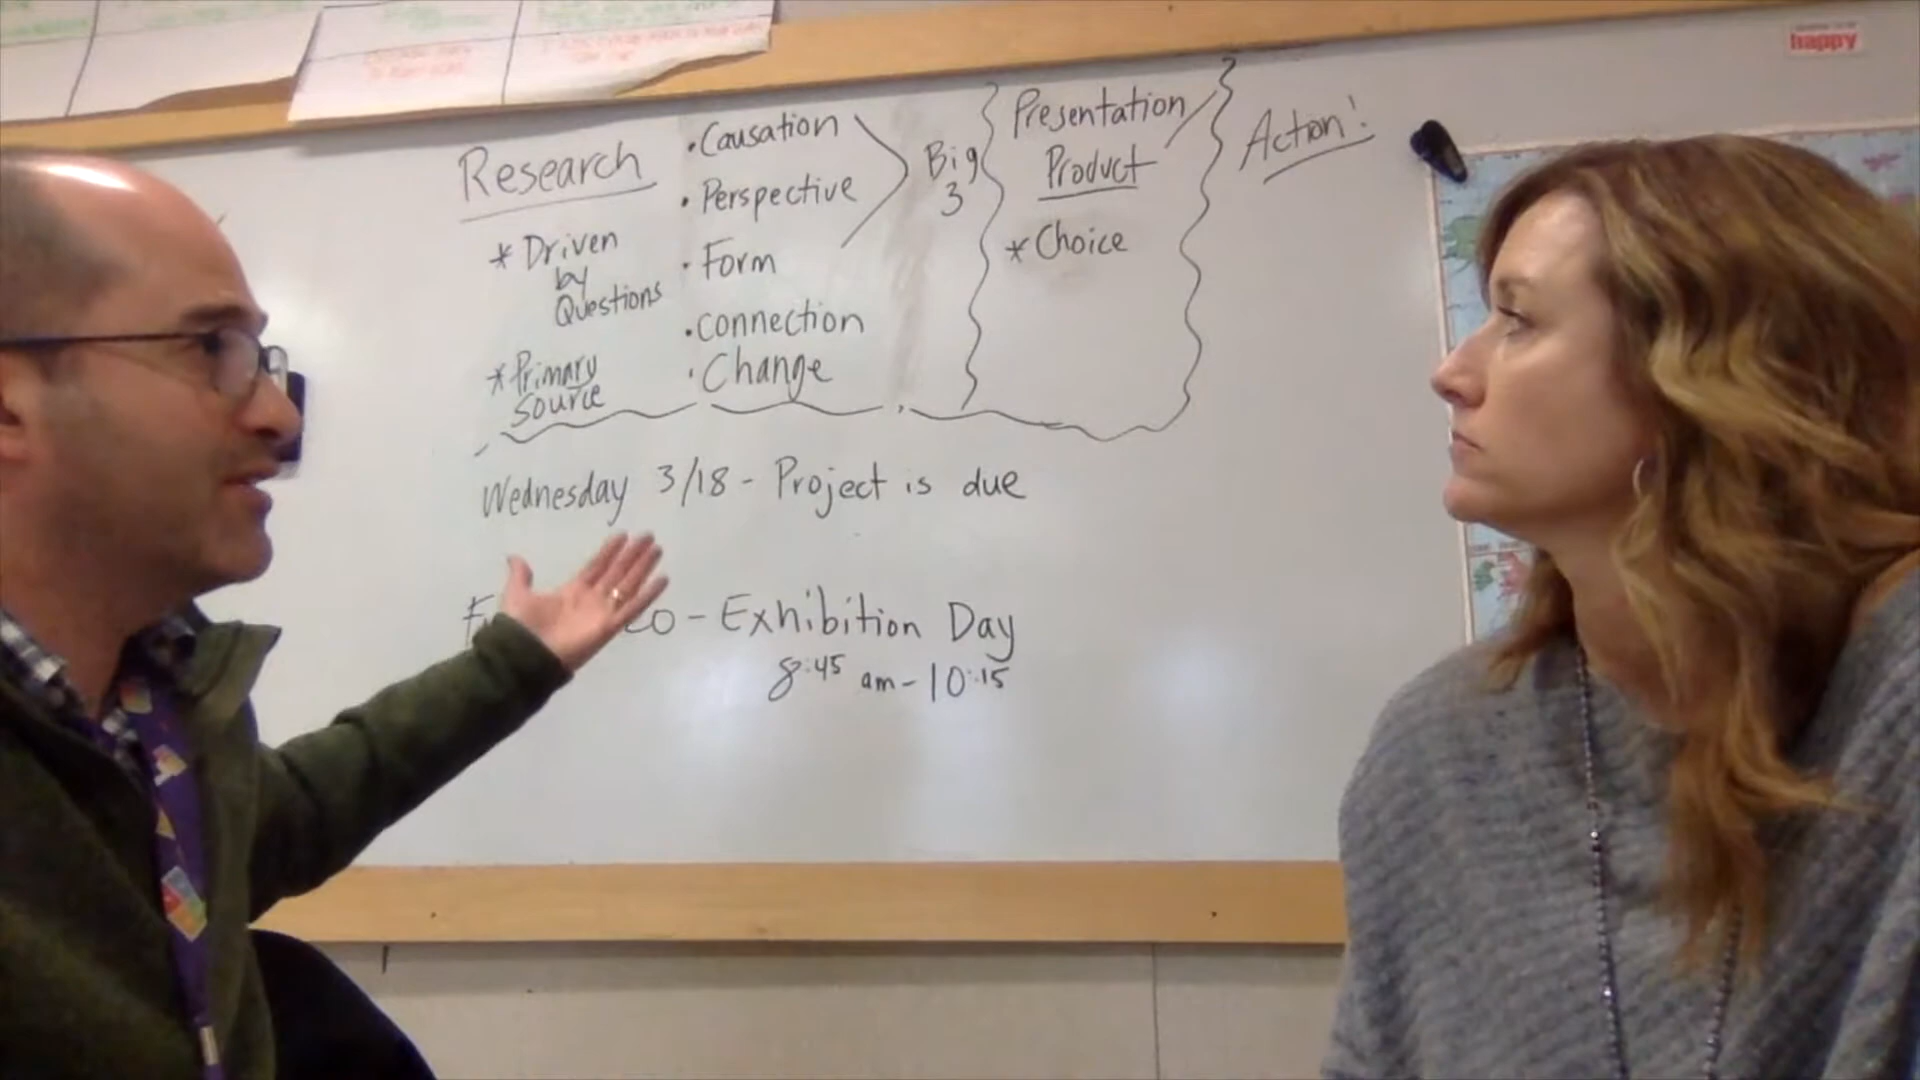 happy
Research
* Driven
by
Questions
* Primary
source
• Causation
• Perspective
• Form
• Connection
• Change
Big
3
Presentation /
Product
* Choice
Action!
Wednesday 3/18 - Project is due
- Exhibition Day
8:45 am - 10:15